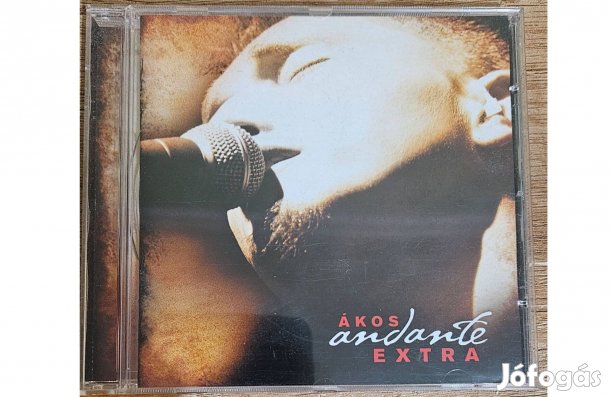 ÁKOS
andante
EXTRA
Jófogás